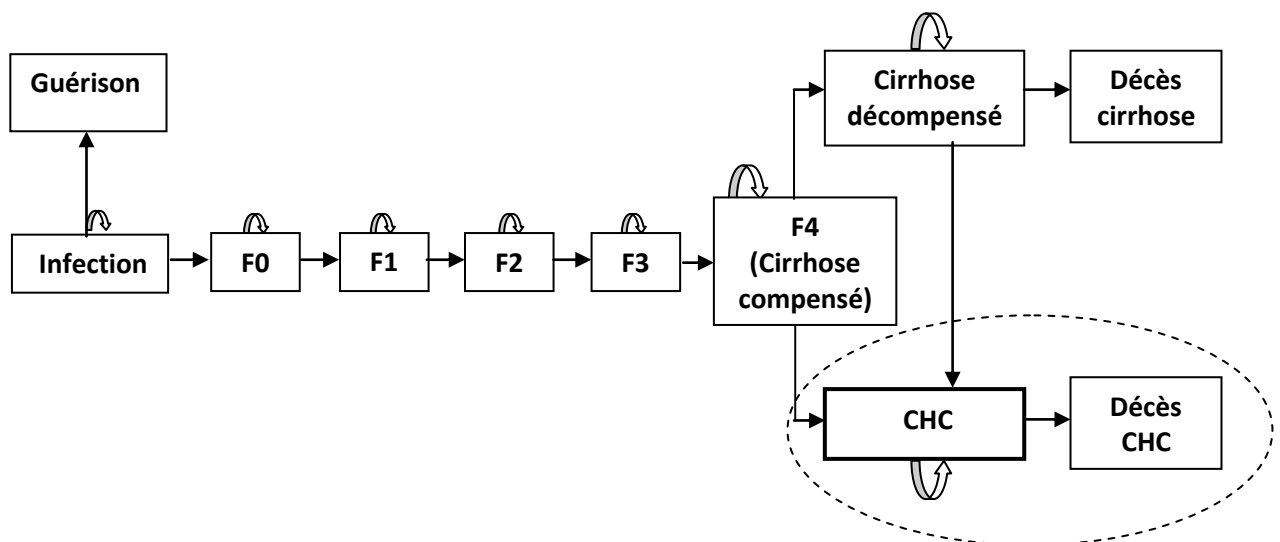 Guérison
Cirrhose
décompensé
Décès
cirrhose
Infection
F0
F1
F2
F3
F4
(Cirrhose
compensé)
CHC
Décès
CHC